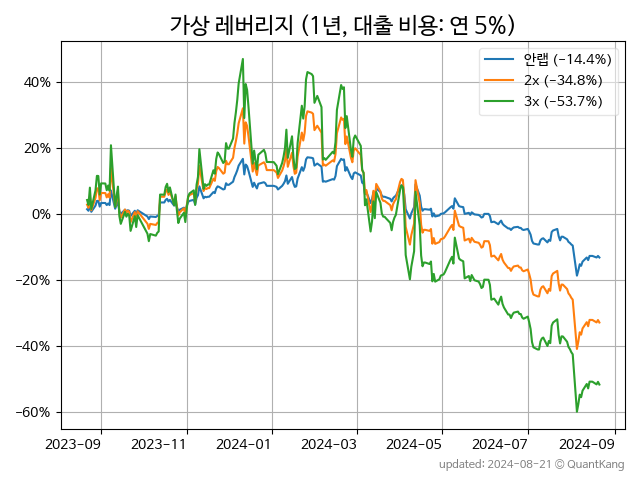 가상 레버리지 (1년, 대출 비용: 연 5%)
안랩 (−14.4%)
2x (−34.8%)
3x (−53.7%)
40%
20%
0%
−20%
−40%
−60%
2023-09 2023-11 2024-01 2024-03 2024-05 2024-07 2024-09
updated: 2024-08-21 @ QuantKang